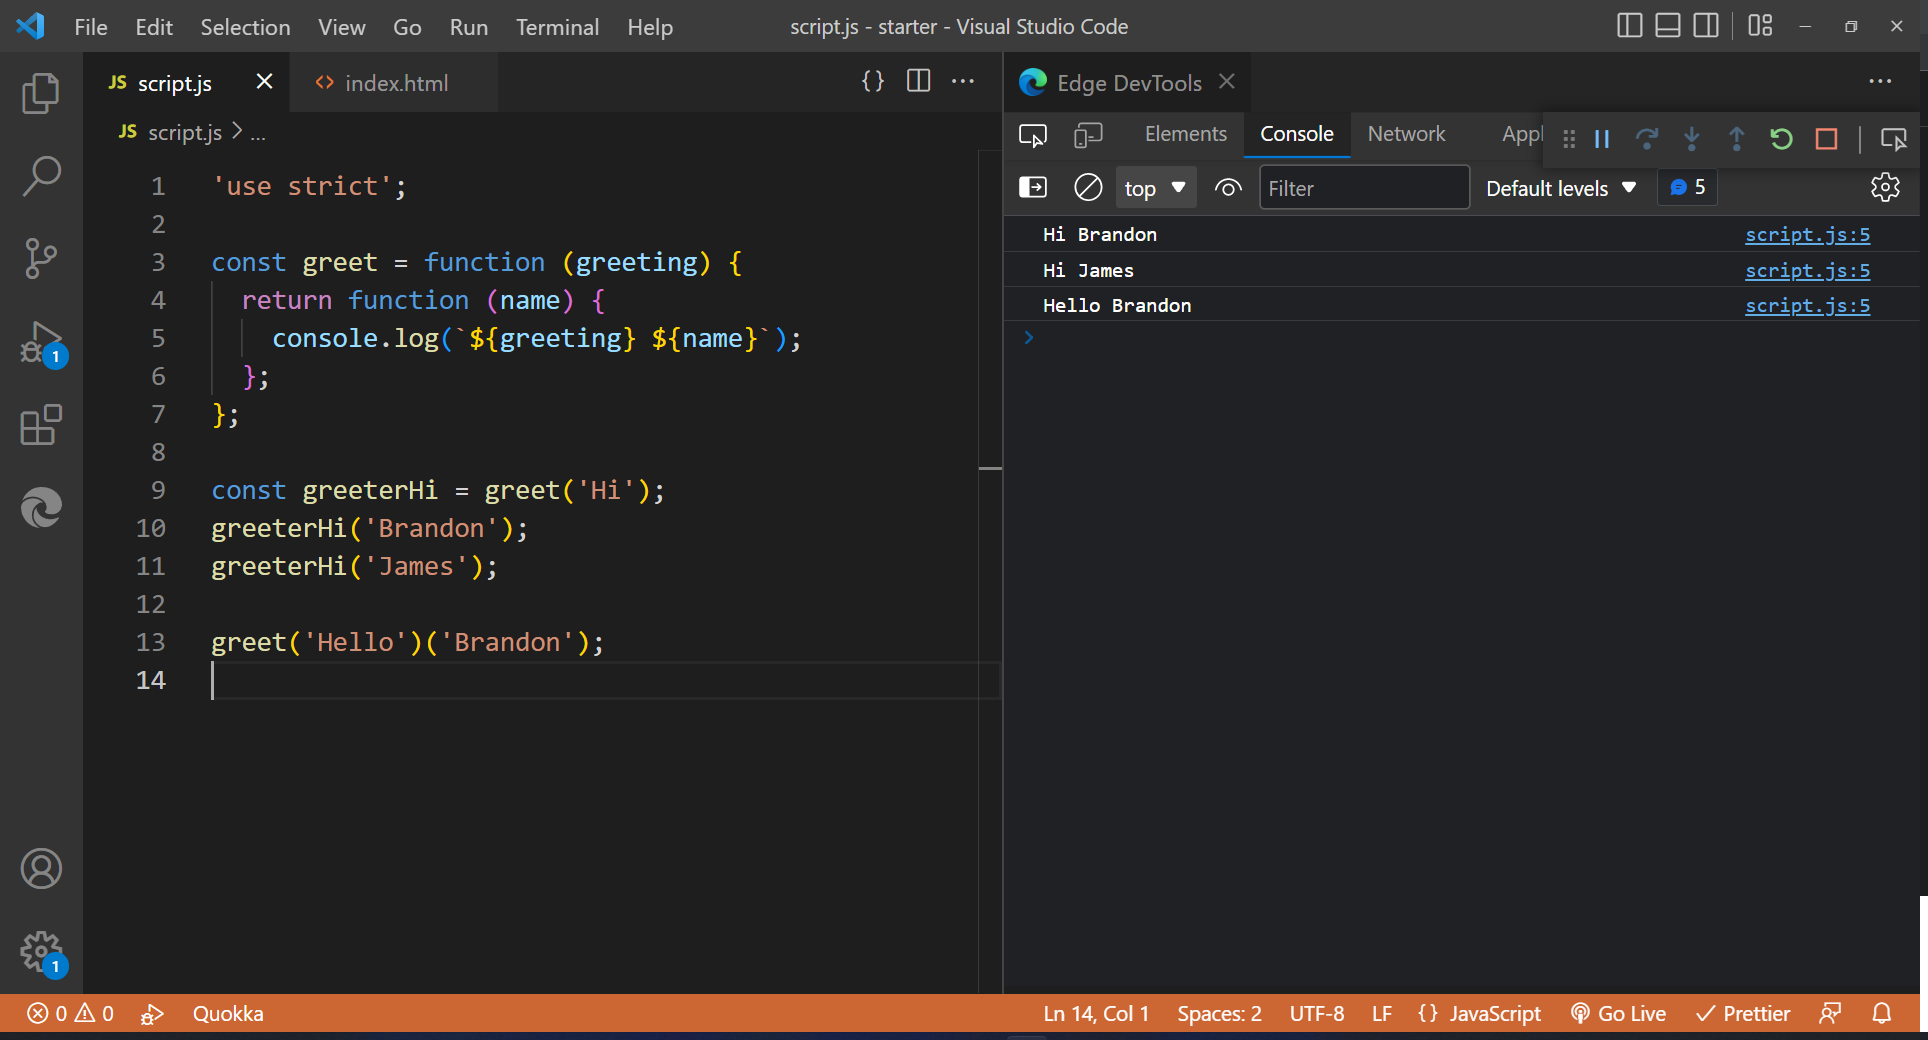 File Edit Selection View Go Run Terminal Help script.js - starter - Visual Studio Code
JS script.js index.html
{} Edge DevTools
JS script.js > ...
Elements Console Network Appl
top Filter Default levels 5
1 'use strict';
2
3 const greet = function (greeting) {
4 return function (name) {
5 console.log(`${greeting} ${name}`);
6 };
7 };
8
9 const greeterHi = greet('Hi');
10 greeterHi('Brandon');
11 greeterHi('James');
12
13 greet('Hello')('Brandon');
14
Hi Brandon script.js:5
Hi James script.js:5
Hello Brandon script.js:5
>
1
1
0 0 Quokka Ln 14, Col 1 Spaces: 2 UTF-8 LF {} JavaScript Go Live Prettier